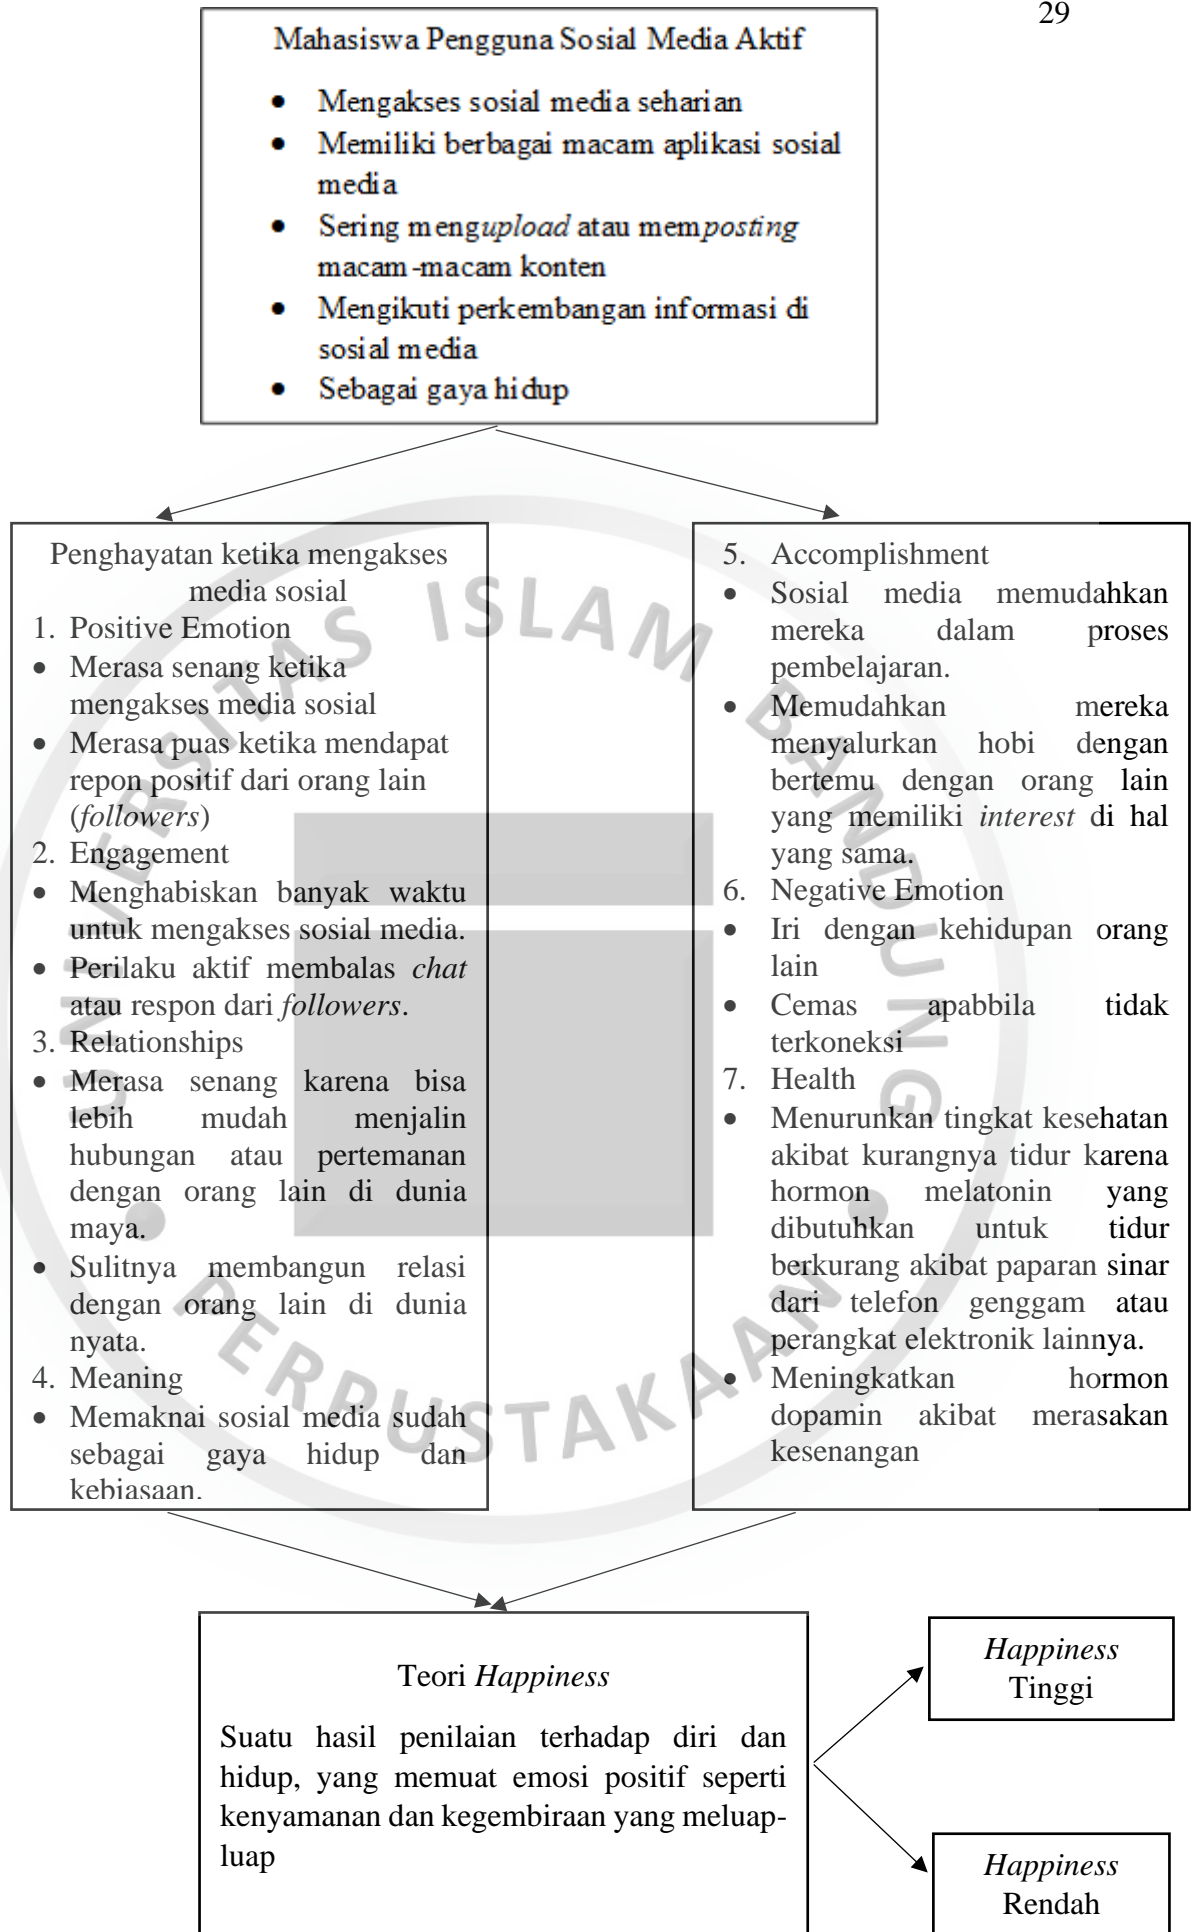 29
Mahasiswa Pengguna Sosial Media Aktif
• Mengakses sosial media seharian
• Memiliki berbagai macam aplikasi sosial
media
• Sering mengupload atau memposting
macam-macam konten
• Mengikuti perkembangan informasi di
sosial media
• Sebagai gaya hidup
Penghayatan ketika mengakses
media sosial
1. Positive Emotion
• Merasa senang ketika
mengakses media sosial
• Merasa puas ketika mendapat
repon positif dari orang lain
(followers)
2. Engagement
• Menghabiskan banyak waktu
untuk mengakses sosial media.
• Perilaku aktif membalas chat
atau respon dari followers.
3. Relationships
• Merasa senang karena bisa
lebih mudah menjalin
hubungan atau pertemanan
dengan orang lain di dunia
maya.
• Sulitnya membangun relasi
dengan orang lain di dunia
nyata.
4. Meaning
• Memaknai sosial media sudah
sebagai gaya hidup dan
kebiasaan.
5. Accomplishment
• Sosial media memudahkan
mereka dalam proses
pembelajaran.
• Memudahkan mereka
menyalurkan hobi dengan
bertemu dengan orang lain
yang memiliki interest di hal
yang sama.
6. Negative Emotion
• Iri dengan kehidupan orang
lain
• Cemas apabbila tidak
terkoneksi
7. Health
• Menurunkan tingkat kesehatan
akibat kurangnya tidur karena
hormon melatonin yang
dibutuhkan untuk tidur
berkurang akibat paparan sinar
dari telefon genggam atau
perangkat elektronik lainnya.
• Meningkatkan hormon
dopamin akibat merasakan
kesenangan
Teori Happiness
Suatu hasil penilaian terhadap diri dan
hidup, yang memuat emosi positif seperti
kenyamanan dan kegembiraan yang meluap-
luap
Happiness
Tinggi
Happiness
Rendah
UNIVERSITAS ISLAM BANDUNG
PERPUSTAKAAN